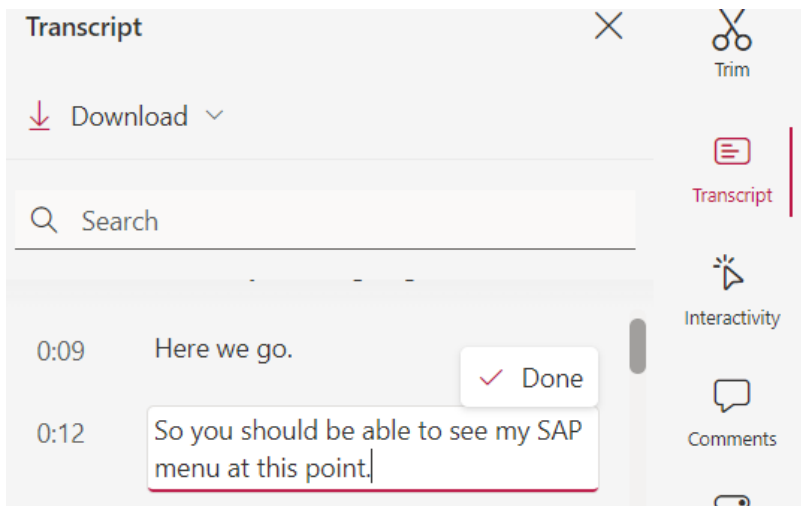 Transcript
Download
Search
0:09 Here we go.
Done
0:12 So you should be able to see my SAP
menu at this point.
Trim
Transcript
Interactivity
Comments